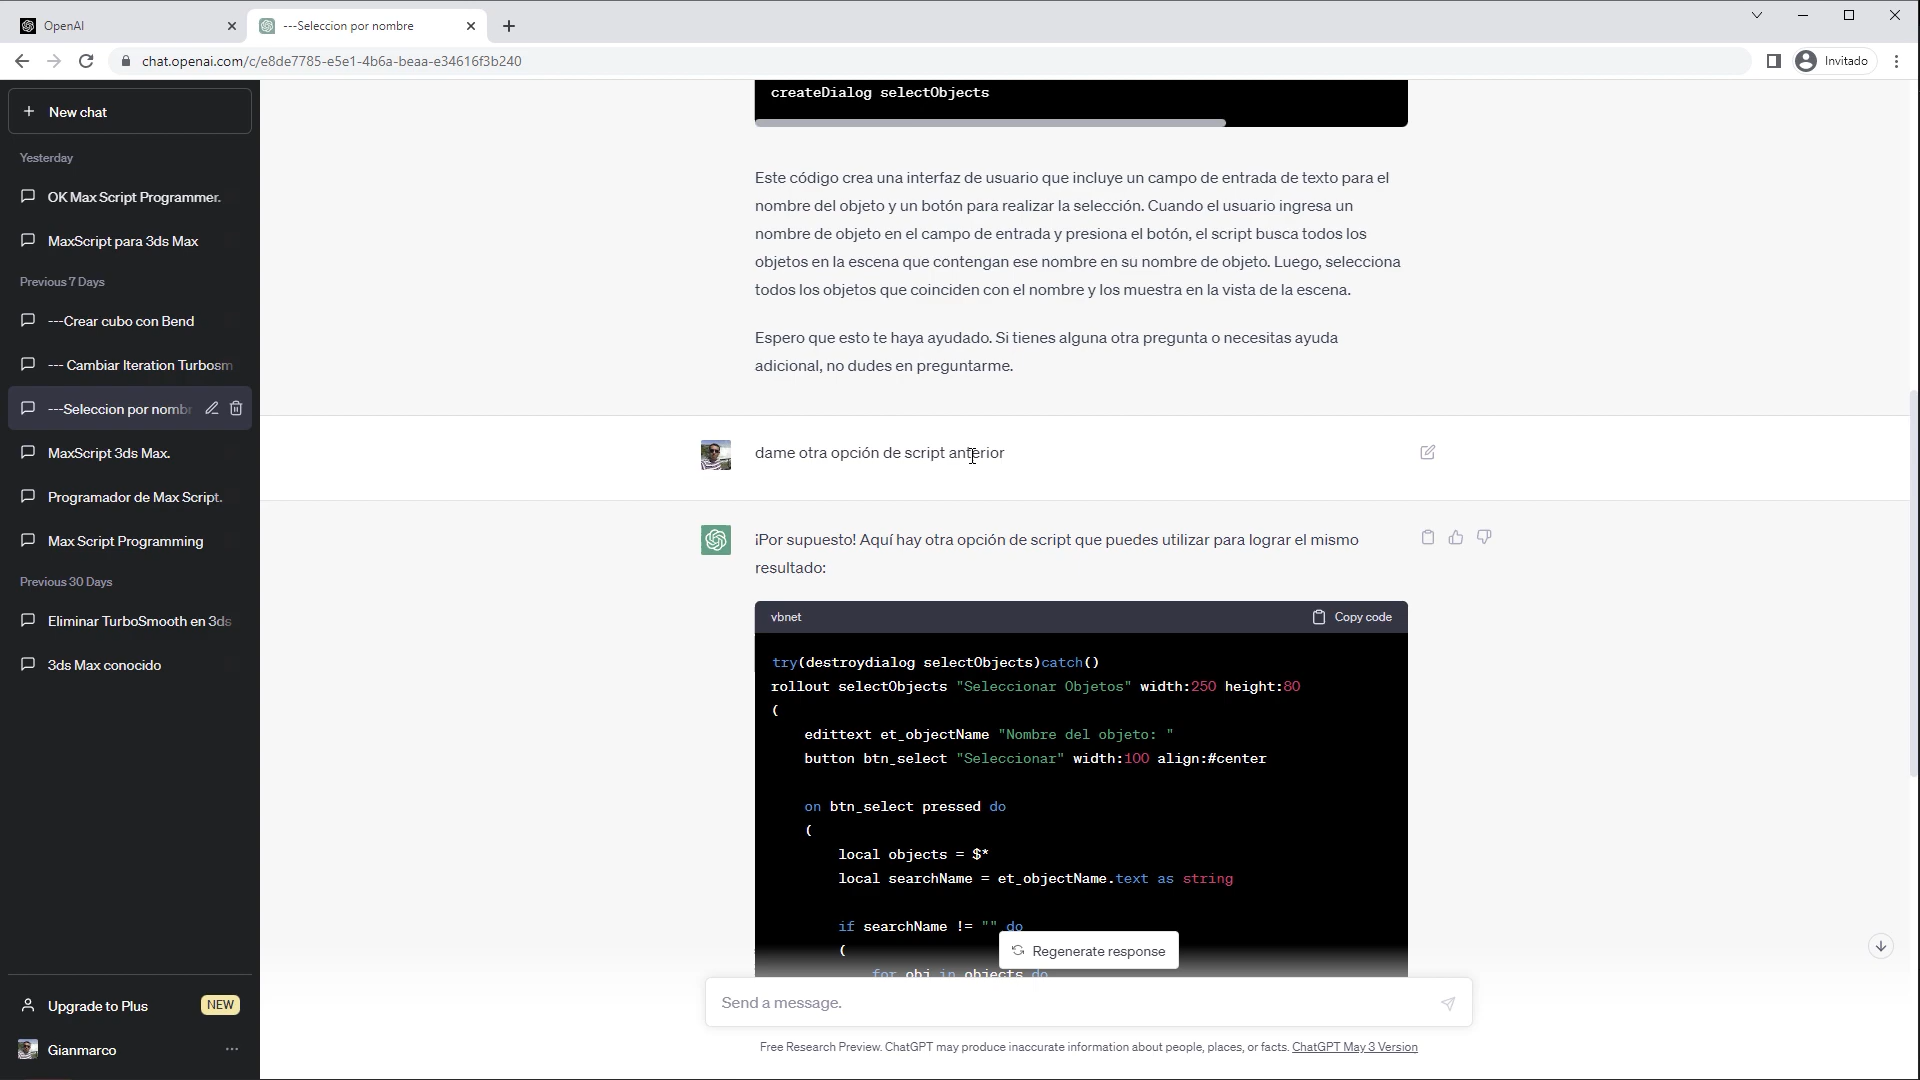 OpenAI
---Seleccion por nombre
chat.openai.com/c/e8de7785-e5e1-4b6a-beaa-e34616f3b240
Invitado
New chat
Yesterday
OK Max Script Programmer.
MaxScript para 3ds Max
Previous 7 Days
---Crear cubo con Bend
--- Cambiar Iteration Turbosm
---Seleccion por nombr
MaxScript 3ds Max.
Programador de Max Script.
Max Script Programming
Previous 30 Days
Eliminar TurboSmooth en 3ds
3ds Max conocido
Upgrade to Plus
NEW
Gianmarco
createDialog selectObjects
Este código crea una interfaz de usuario que incluye un campo de entrada de texto para el
nombre del objeto y un botón para realizar la selección. Cuando el usuario ingresa un
nombre de objeto en el campo de entrada y presiona el botón, el script busca todos los
objetos en la escena que contengan ese nombre en su nombre de objeto. Luego, selecciona
todos los objetos que coinciden con el nombre y los muestra en la vista de la escena.
Espero que esto te haya ayudado. Si tienes alguna otra pregunta o necesitas ayuda
adicional, no dudes en preguntarme.
dame otra opción de script anterior
¡Por supuesto! Aquí hay otra opción de script que puedes utilizar para lograr el mismo
resultado:
vbnet
Copy code
try(destroydialog selectObjects)catch()
rollout selectObjects "Seleccionar Objetos" width:250 height:80
(
edittext et_objectName "Nombre del objeto: "
button btn_select "Seleccionar" width:100 align:#center
on btn_select pressed do
(
local objects = $*
local searchName = et_objectName.text as string
if searchName != "" do
(
for obj in objects do
Regenerate response
Send a message.
Free Research Preview. ChatGPT may produce inaccurate information about people, places, or facts. ChatGPT May 3 Version